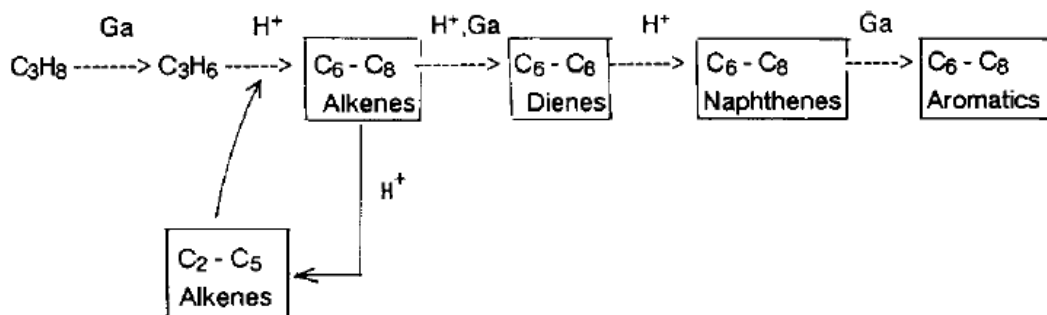 Ga H⁺ H⁺,Ga H⁺ Ga
C₃H₈ -----> C₃H₆ -----> C₆ - C₈ -----> C₆ - C₈ -----> C₆ - C₈ -----> C₆ - C₈
Alkenes Dienes Naphthenes Aromatics
H⁺
C₂ - C₅
Alkenes